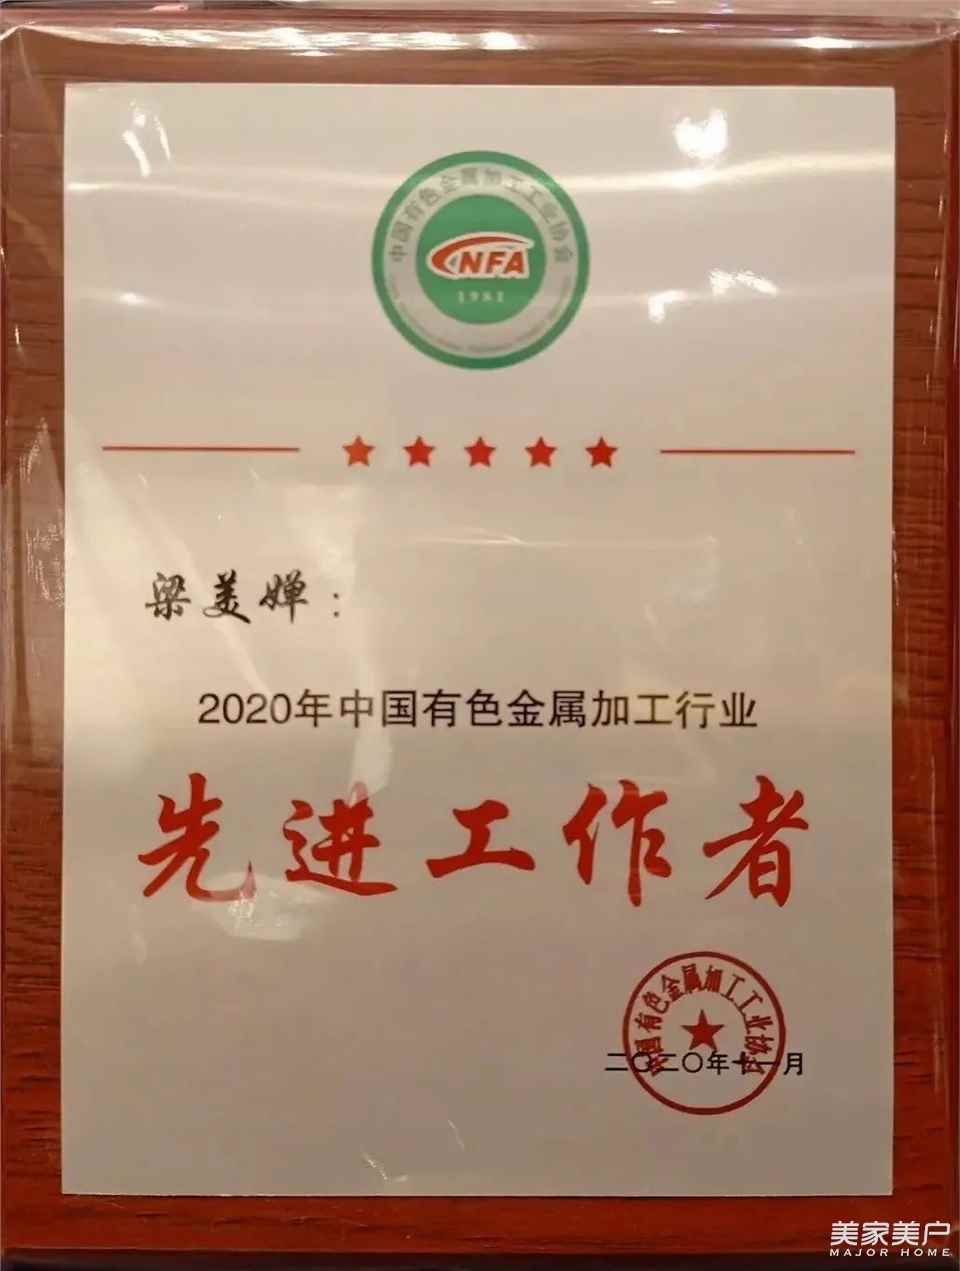 中国有色金属加工工业协会
CNFA
1981
梁美婵：
2020年中国有色金属加工行业
先进工作者
中国有色金属加工工业协会
二〇二〇年十一月
美家美户
MAJOR HOME